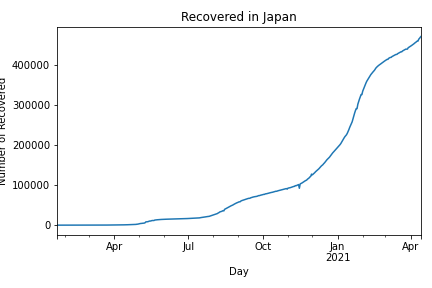 Recovered in Japan
Number of Recovered
400000
300000
200000
100000
0
Apr
Jul
Oct
Jan
2021
Apr
Day